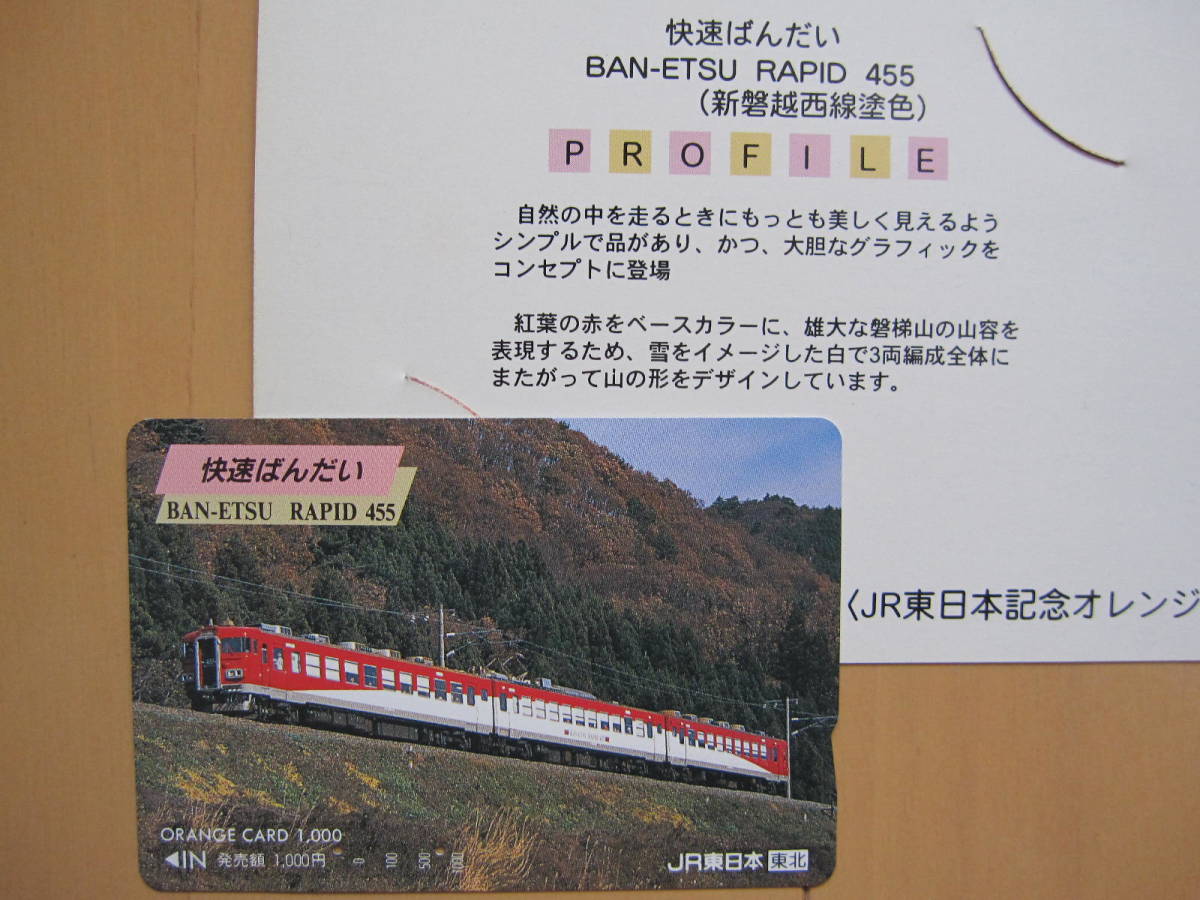 快速ばんだい
BAN-ETSU RAPID 455
(新磐越西線塗色)
PROFILE
自然の中を走るときにもっとも美しく見えるよう
シンプルで品があり、かつ、大胆なグラフィックを
コンセプトに登場
紅葉の赤をベースカラーに、雄大な磐梯山の山容を
表現するため、雪をイメージした白で3両編成全体に
またがって山の形をデザインしています。
〈JR東日本記念オレンジ
快速ばんだい
BAN-ETSU RAPID 455
ORANGE CARD 1,000
◀IN 発売額 1,000円 0 100 500 1000
JR東日本 東北